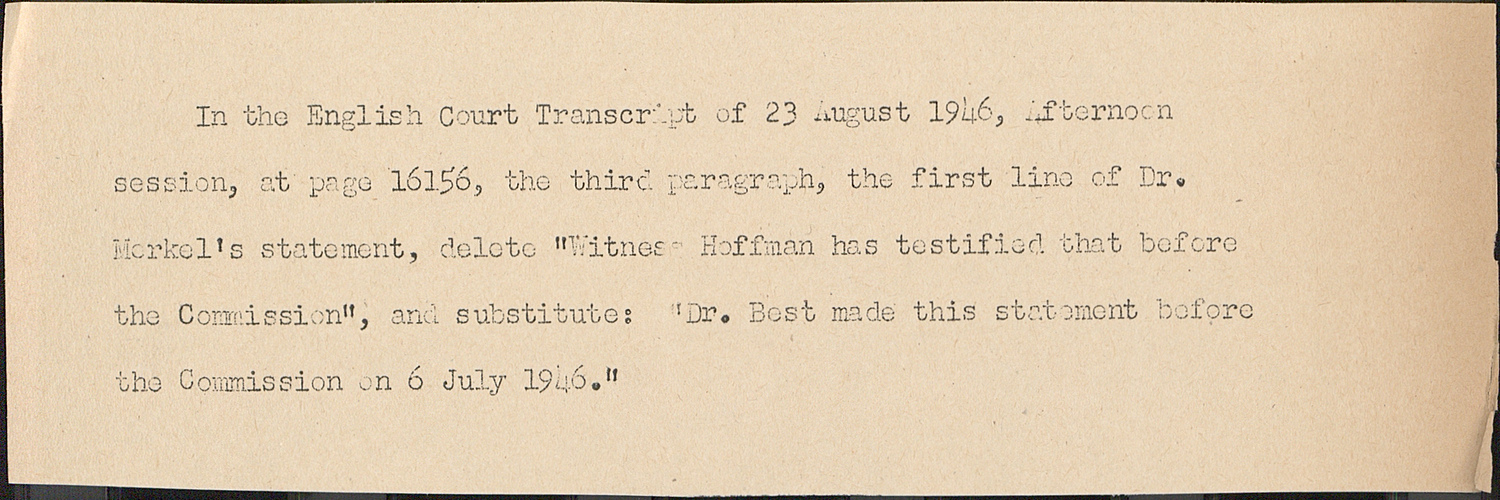 In the English Court Transcript of 23 August 1946, Afternoon
session, at page 16156, the third paragraph, the first line of Dr.
Merkel's statement, delete "Witness Hoffman has testified that before
the Commission", and substitute: "Dr. Best made this statement before
the Commission on 6 July 1946."